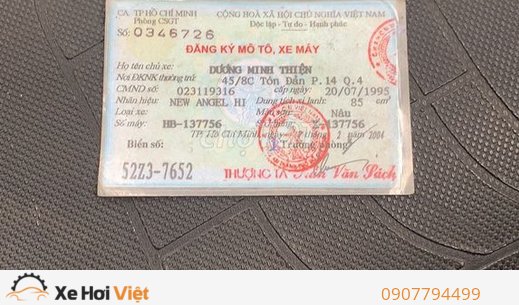 CA. TP HỒ CHÍ MINH CỘNG HOÀ XÃ HỘI CHỦ NGHĨA VIỆT NAM
Phòng CSGT Độc lập - Tự do - Hạnh phúc
Số: 0346726
ĐĂNG KÝ MÔ TÔ, XE MÁY
Họ tên chủ xe: DƯƠNG MINH THIỆN
Nơi ĐKNK thường trú: 45/8C Tôn Đản P.14 Q.4
CMND số: 023119316 cấp ngày 20/07/1995
Nhãn hiệu: NEW ANGEL HI Dung tích xi lanh: 85 cm³
Loại xe: Màu sơn: Nâu
Số máy: HB-137756 137756
TP. Hồ Chí Minh, ngày 2 2004
Biển số: Trưởng phòng
52Z3-7652
THƯỢNG TÁ Văn Sách
Xe Hơi Việt
0907794499